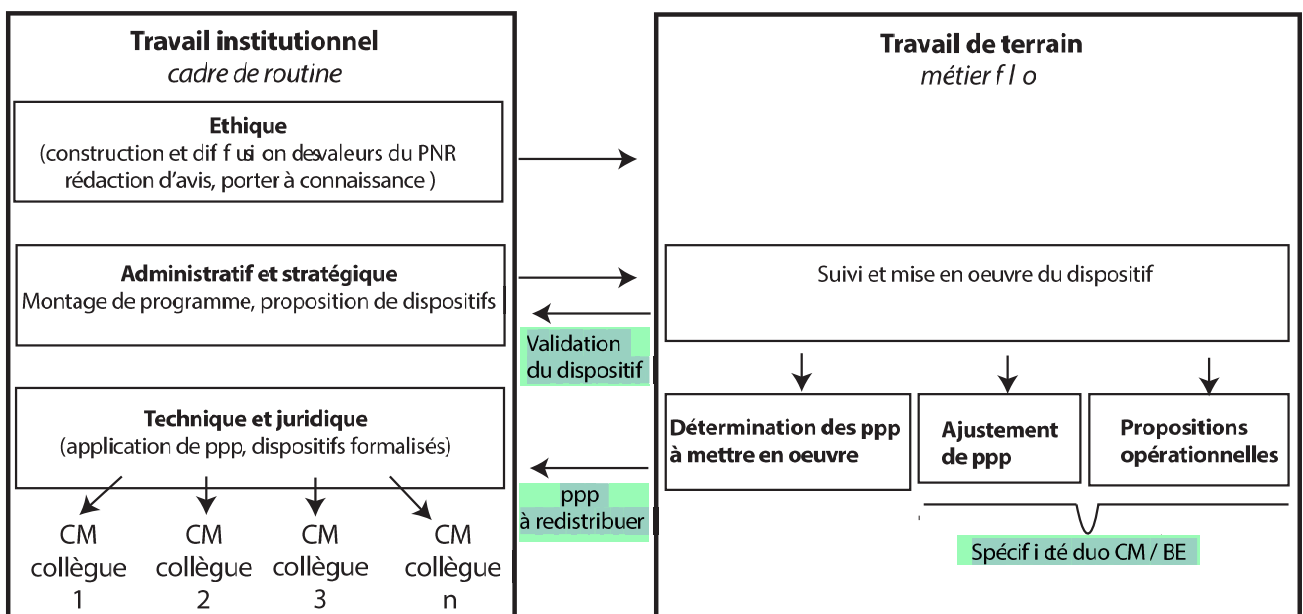 Travail institutionnel
cadre de routine
Ethique
(construction et dif f usi on desvaleurs du PNR
rédaction d'avis, porter à connaissance )
Administratif et stratégique
Montage de programme, proposition de dispositifs
Technique et juridique
(application de ppp, dispositifs formalisés)
CM
collègue
1
CM
collègue
2
CM
collègue
3
CM
collègue
n
Validation
du dispositif
ppp
à redistribuer
Travail de terrain
métier f l o
Suivi et mise en oeuvre du dispositif
Détermination des ppp
à mettre en oeuvre
Ajustement
de ppp
Propositions
opérationnelles
Spécif i cité duo CM / BE